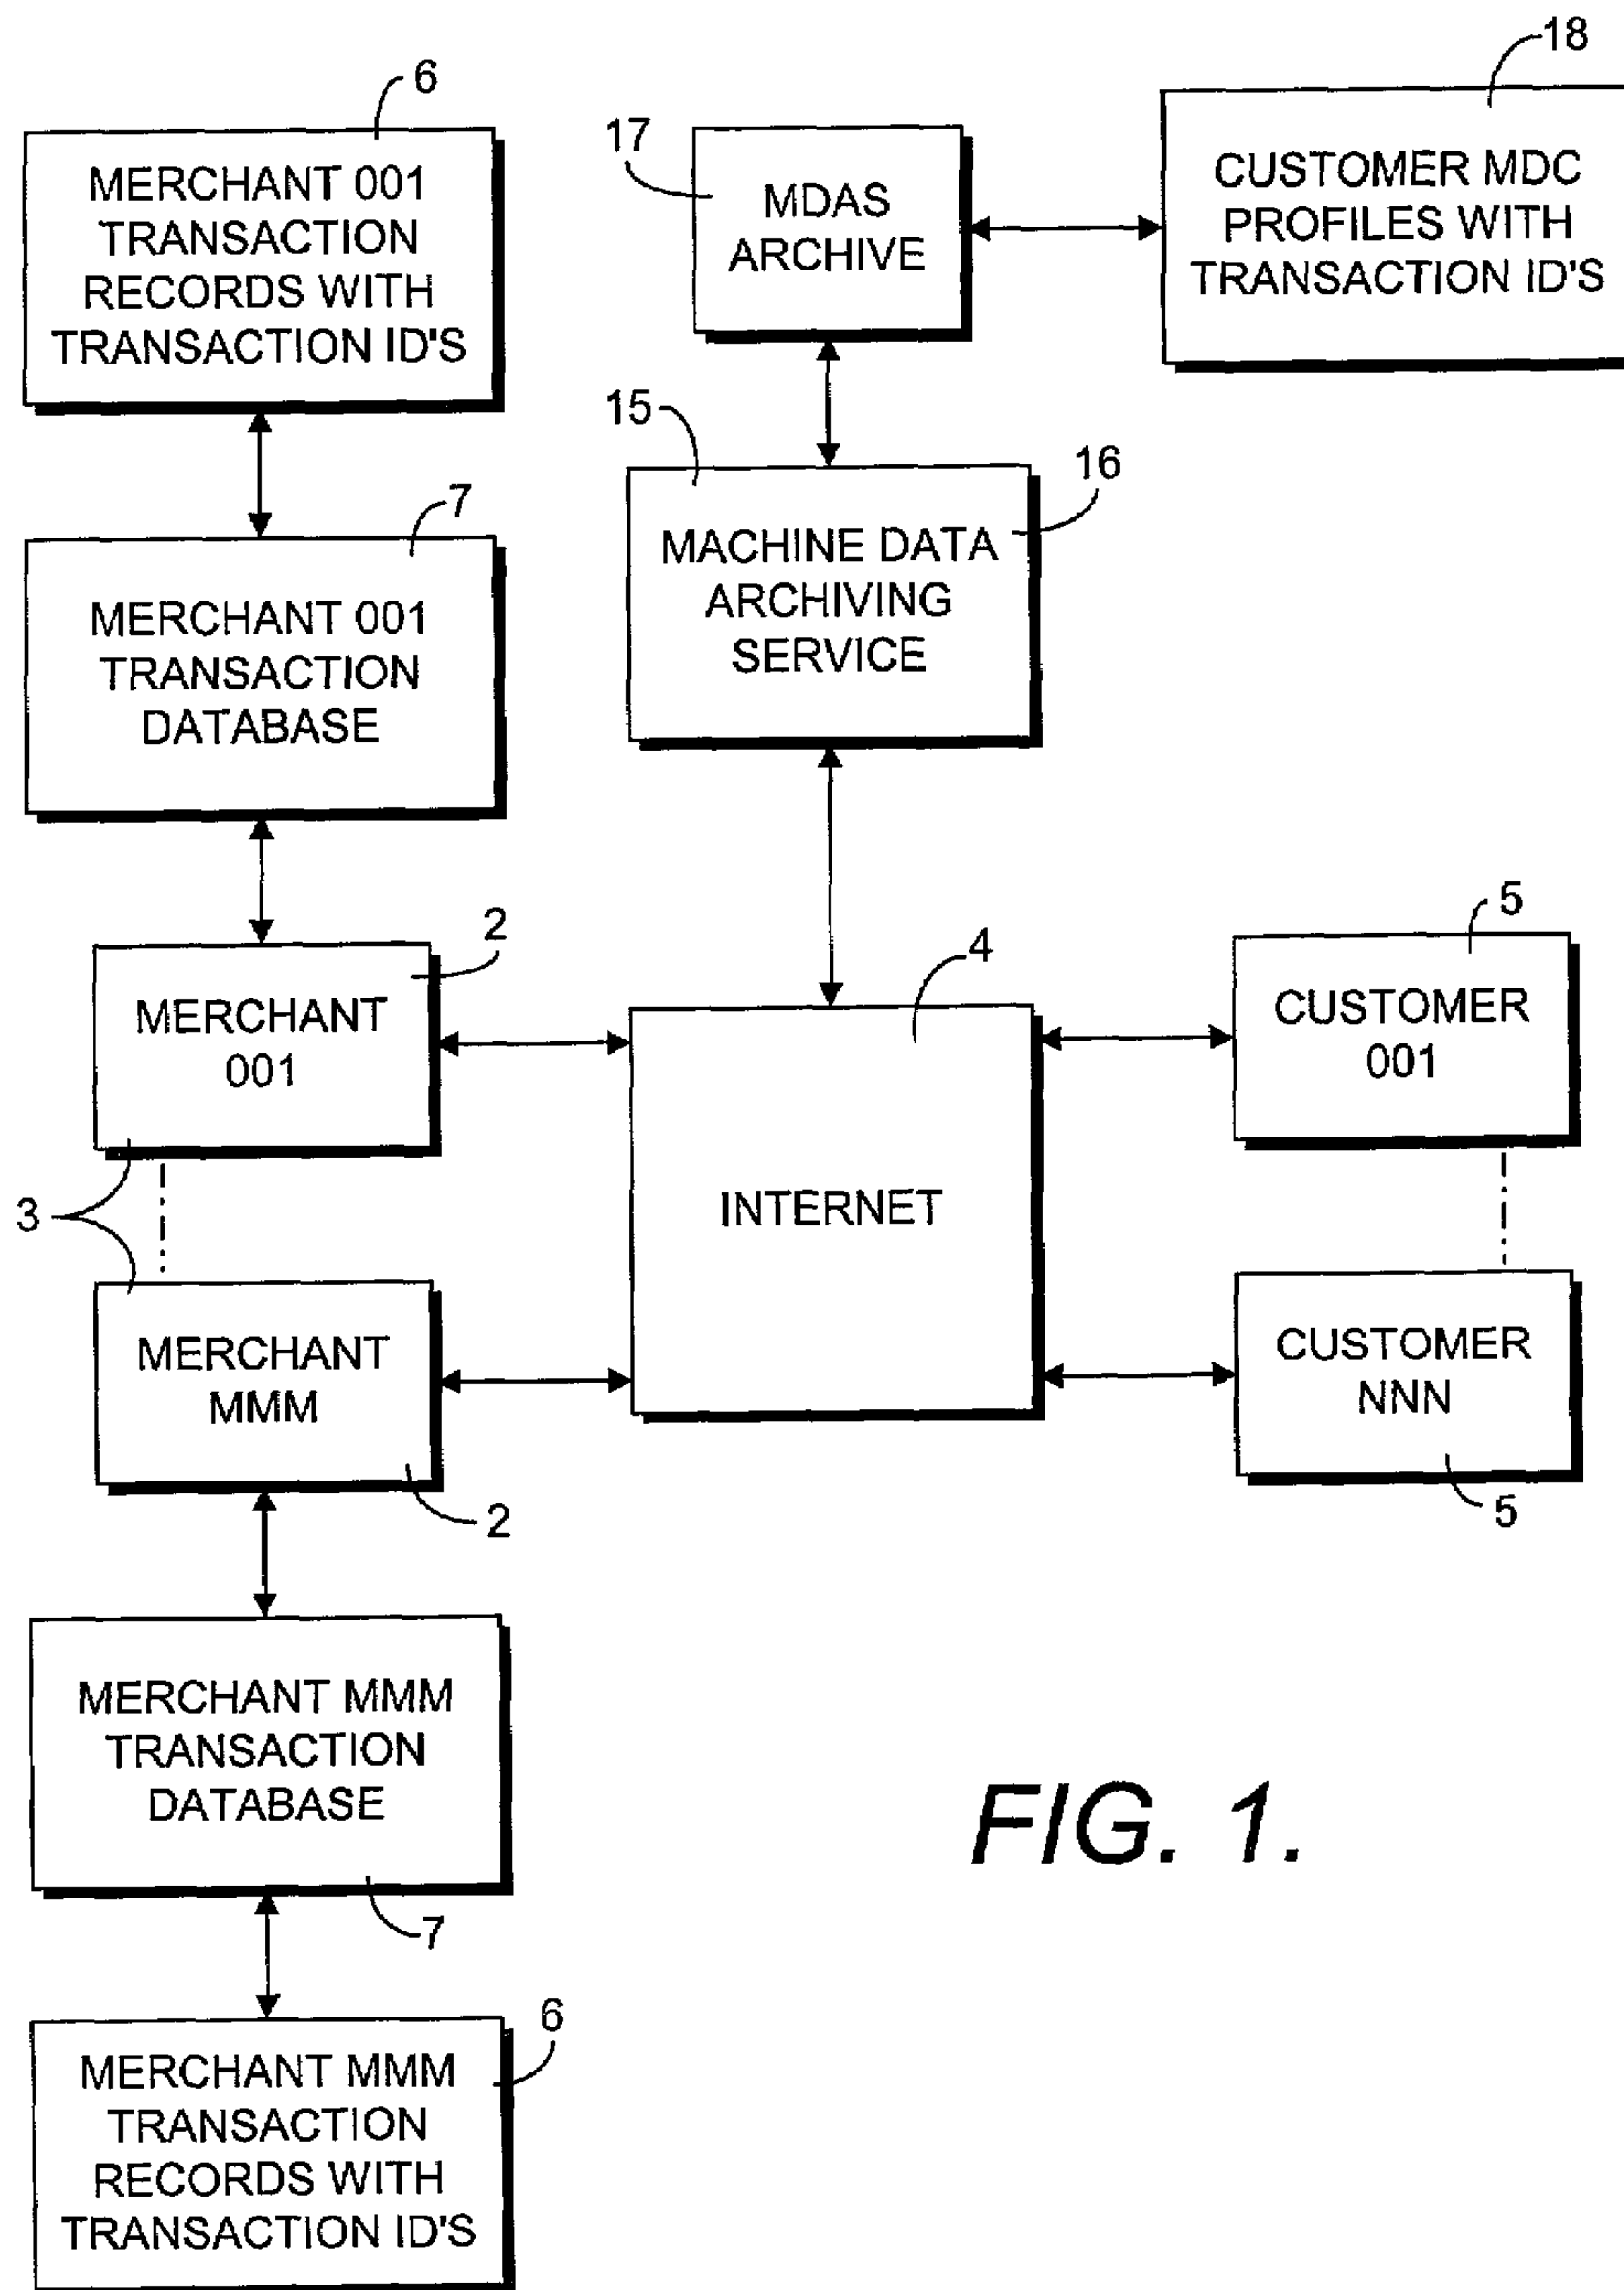 6
MERCHANT 001
TRANSACTION
RECORDS WITH
TRANSACTION ID'S
17
MDAS
ARCHIVE
18
CUSTOMER MDC
PROFILES WITH
TRANSACTION ID'S
7
MERCHANT 001
TRANSACTION
DATABASE
15
16
MACHINE DATA
ARCHIVING
SERVICE
2
MERCHANT
001
4
INTERNET
5
CUSTOMER
001
3
MERCHANT
MMM
2
CUSTOMER
NNN
5
MERCHANT MMM
TRANSACTION
DATABASE
7
6
MERCHANT MMM
TRANSACTION
RECORDS WITH
TRANSACTION ID'S
FIG. 1.